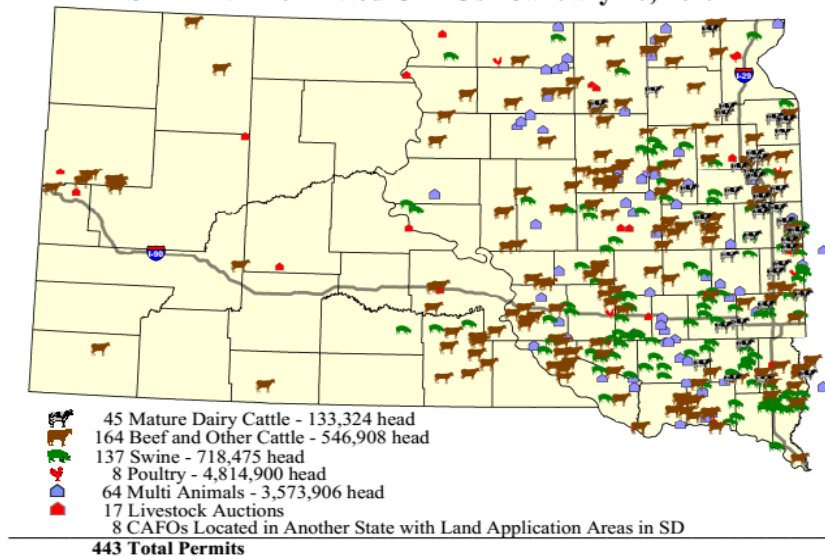 I-29
I-90
45 Mature Dairy Cattle - 133,324 head
164 Beef and Other Cattle - 546,908 head
137 Swine - 718,475 head
8 Poultry - 4,814,900 head
64 Multi Animals - 3,573,906 head
17 Livestock Auctions
8 CAFOs Located in Another State with Land Application Areas in SD
443 Total Permits